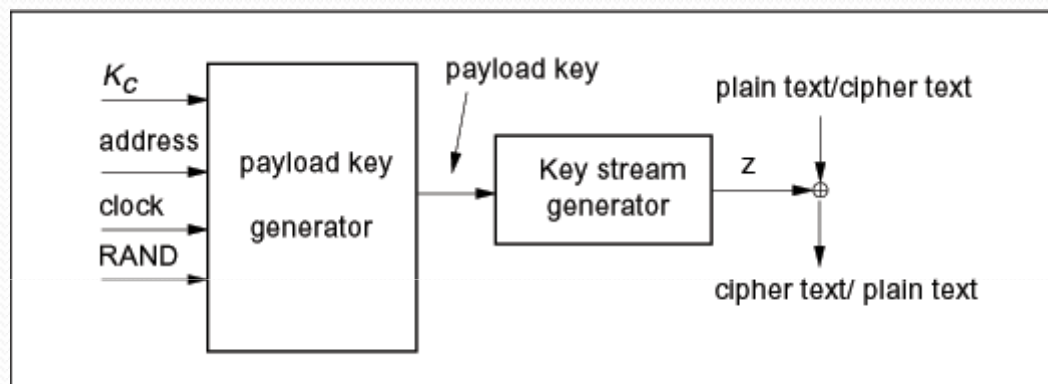 K_C
address
clock
RAND
payload key
generator
payload key
Key stream
generator
z
plain text/cipher text
cipher text/ plain text